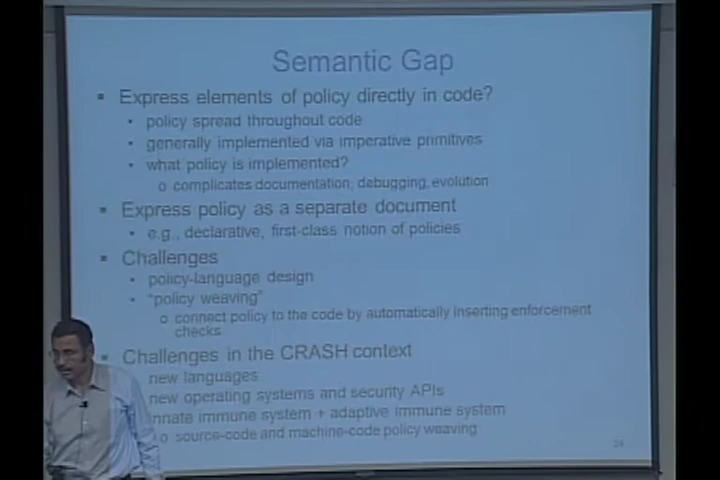 Semantic Gap
Express elements of policy directly in code?
policy spread throughout code
generally implemented via imperative primitives
what policy is implemented?
complicates documentation, debugging, evolution
Express policy as a separate document
e.g., declarative, first-class notion of policies
Challenges
policy-language design
"policy weaving"
connect policy to the code by automatically inserting enforcement
checks
Challenges in the CRASH context
new languages
new operating systems and security APIs
innate immune system + adaptive immune system
source-code and machine-code policy weaving
24